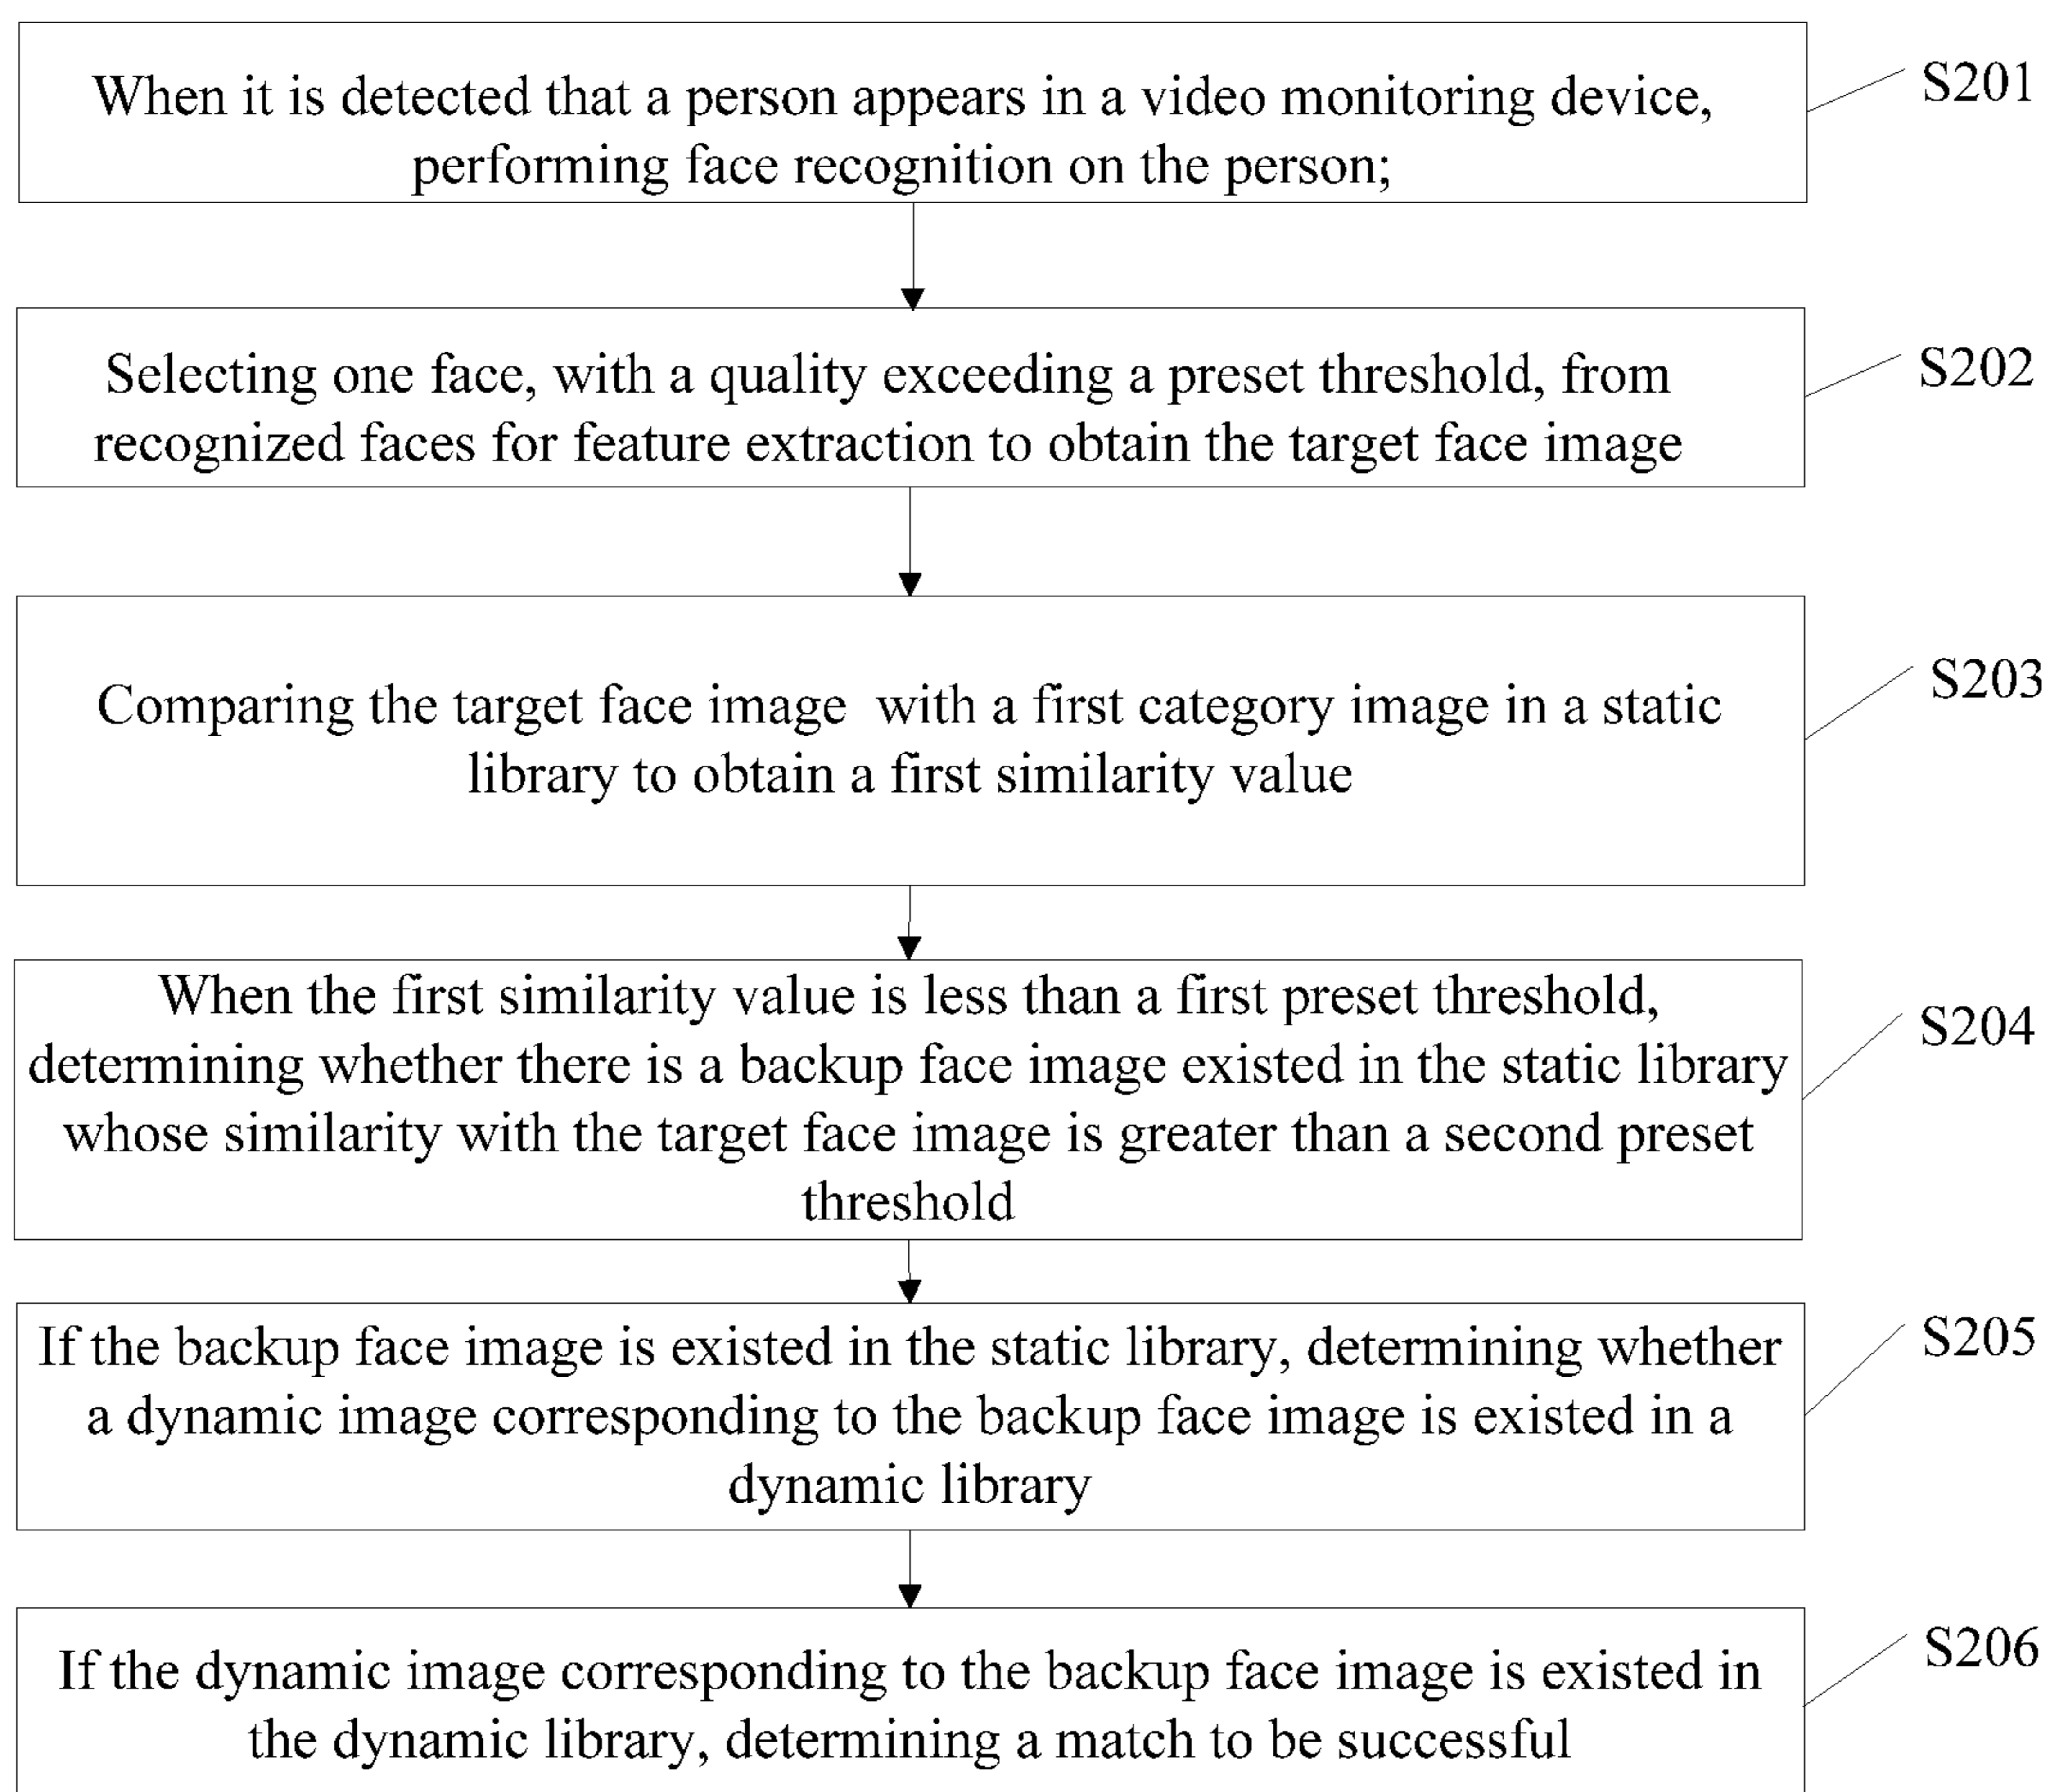 When it is detected that a person appears in a video monitoring device,
performing face recognition on the person;
S201
Selecting one face, with a quality exceeding a preset threshold, from
recognized faces for feature extraction to obtain the target face image
S202
Comparing the target face image  with a first category image in a static
library to obtain a first similarity value
S203
When the first similarity value is less than a first preset threshold,
determining whether there is a backup face image existed in the static library
whose similarity with the target face image is greater than a second preset
threshold
S204
If the backup face image is existed in the static library, determining whether
a dynamic image corresponding to the backup face image is existed in a
dynamic library
S205
If the dynamic image corresponding to the backup face image is existed in
the dynamic library, determining a match to be successful
S206